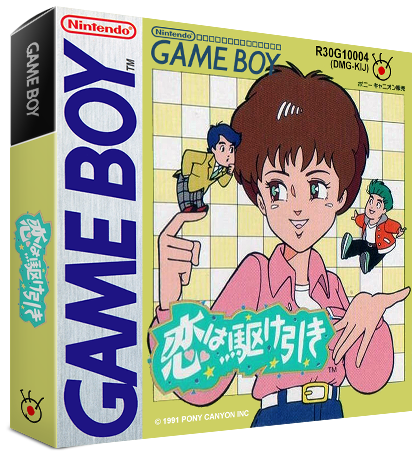 GAME BOY
恋は駆け引き
Nintendo®
GAME BOY™
Nintendo®
GAME BOY
R30G10004
(DMG-KIJ)
ポニーキャニオン販売
恋は駆け引き
TM
© 1991 PONY CANYON INC